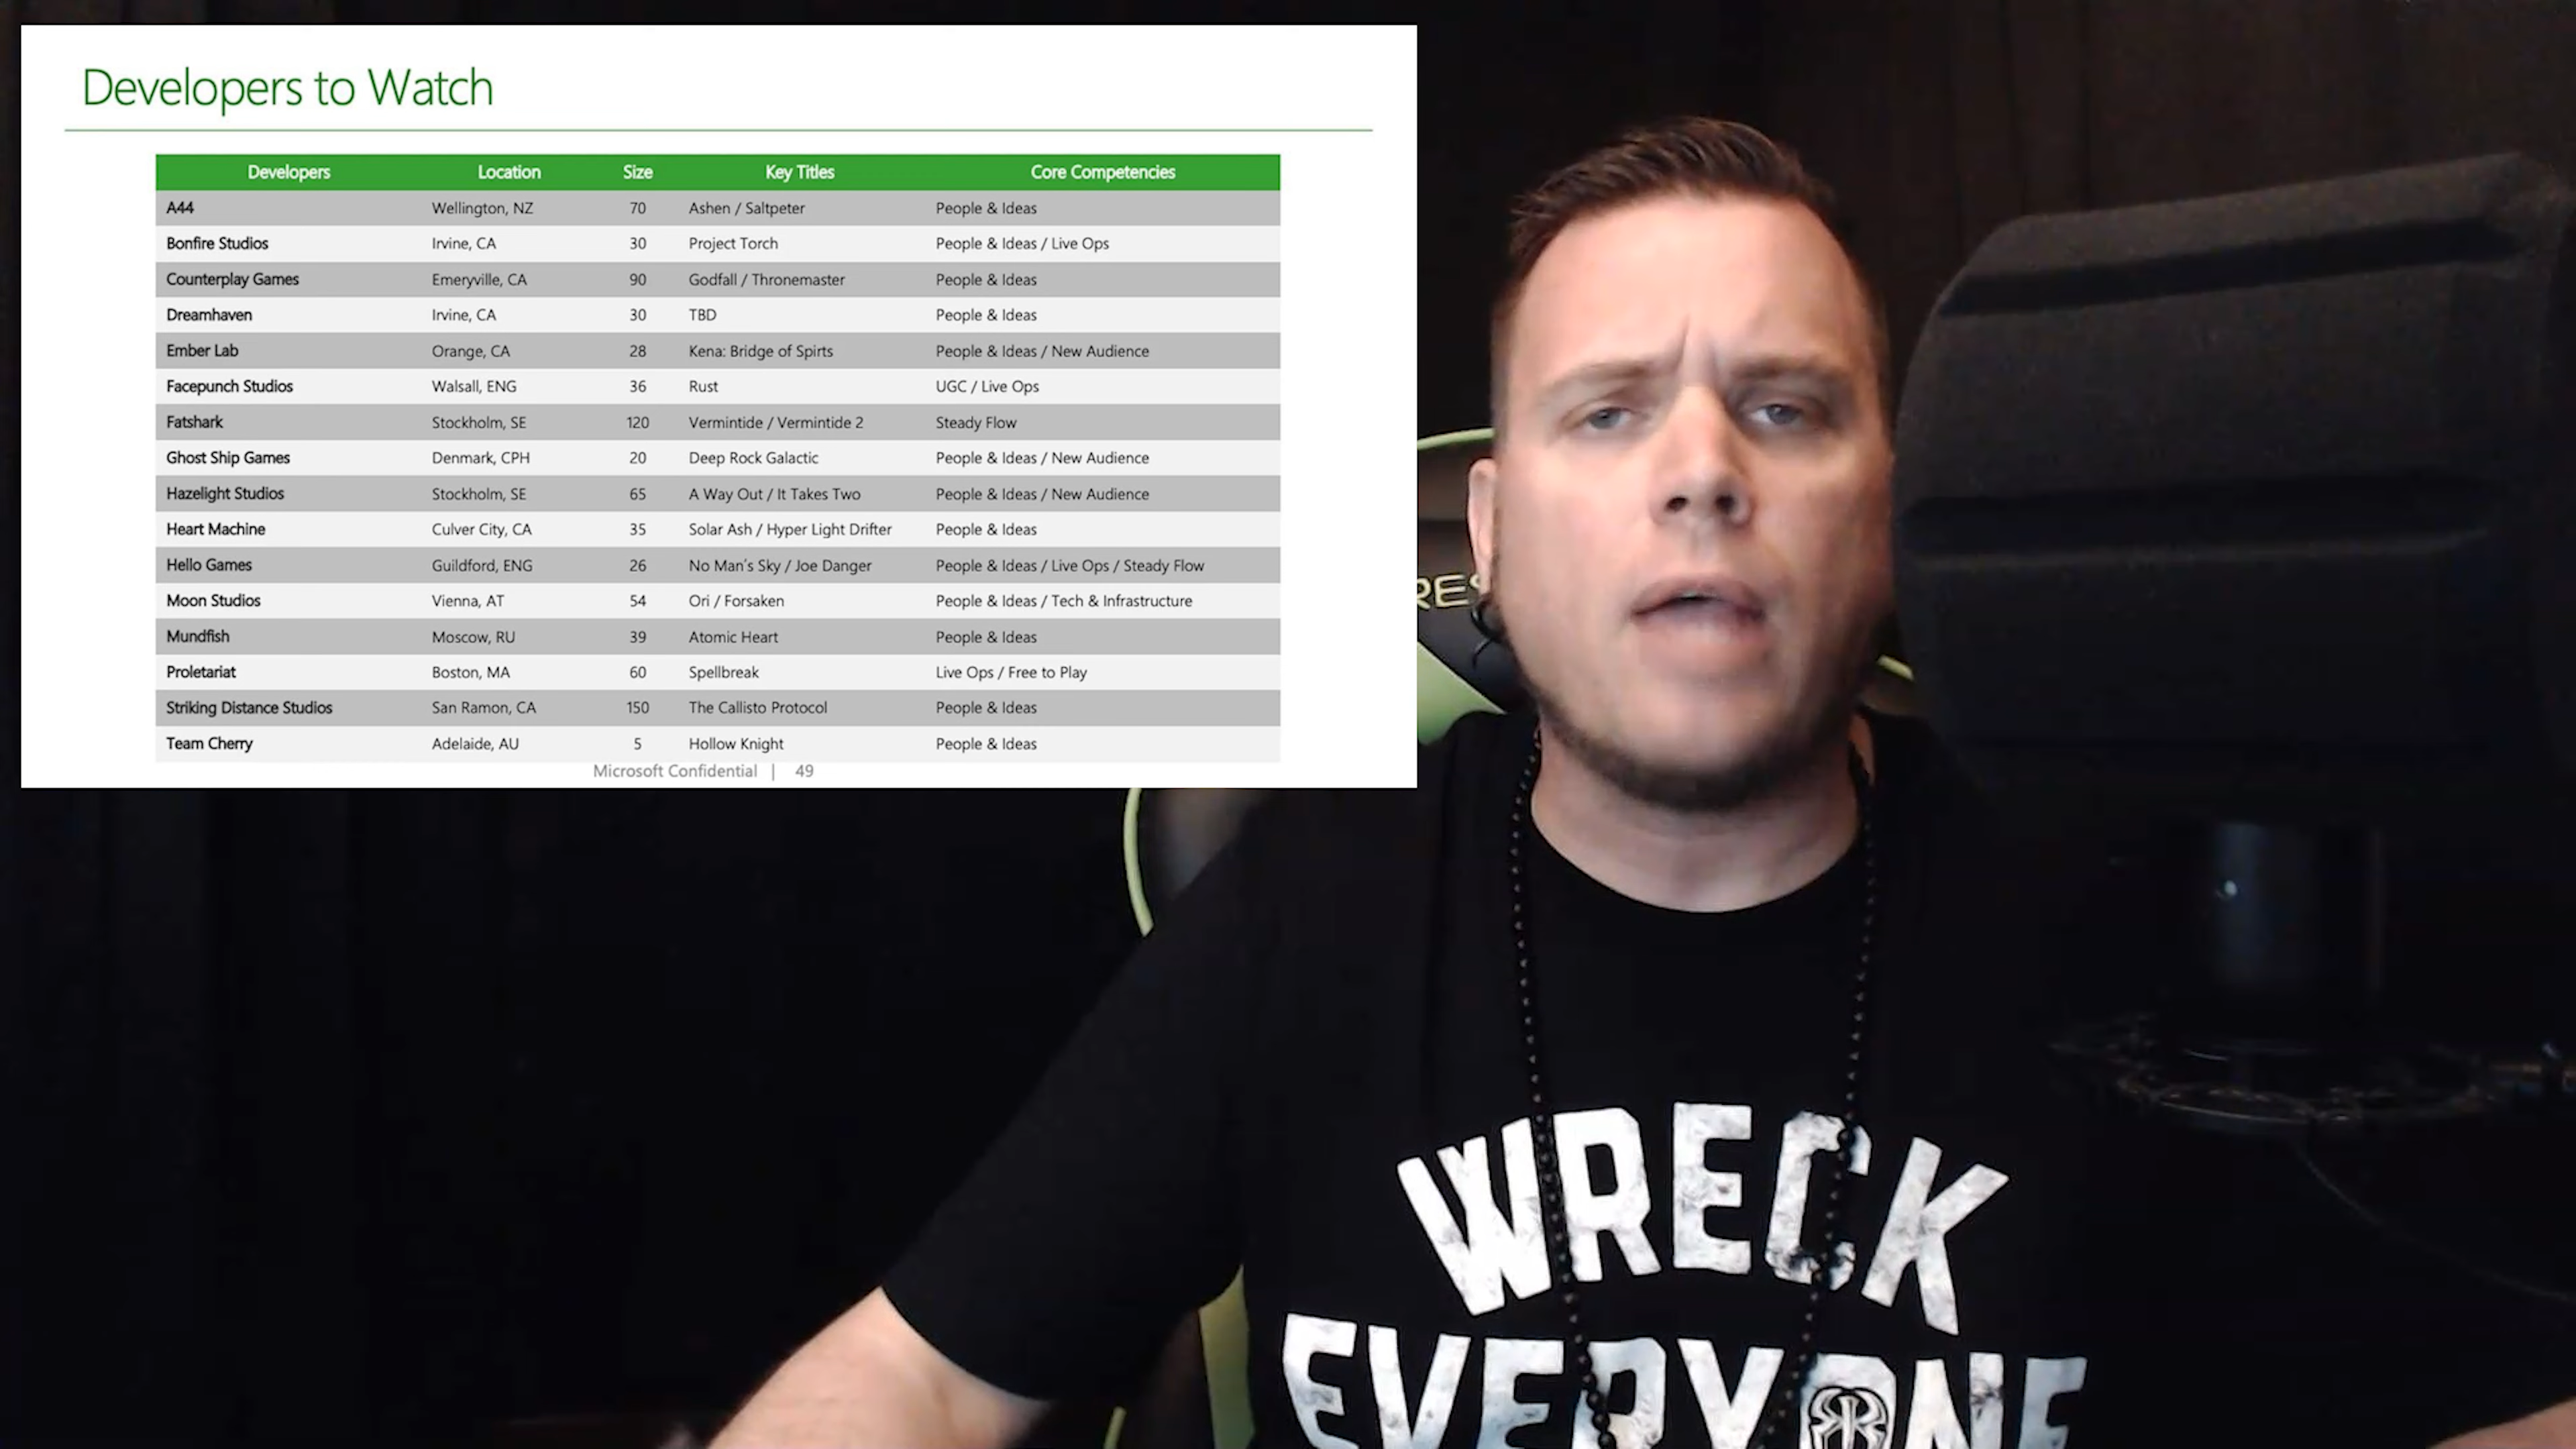 Developers to Watch
Developers Location Size Key Titles Core Competencies
A44 Wellington, NZ 70 Ashen / Saltpeter People & Ideas
Bonfire Studios Irvine, CA 30 Project Torch People & Ideas / Live Ops
Counterplay Games Emeryville, CA 90 Godfall / Thronemaster People & Ideas
Dreamhaven Irvine, CA 30 TBD People & Ideas
Ember Lab Orange, CA 28 Kena: Bridge of Spirts People & Ideas / New Audience
Facepunch Studios Walsall, ENG 36 Rust UGC / Live Ops
Fatshark Stockholm, SE 120 Vermintide / Vermintide 2 Steady Flow
Ghost Ship Games Denmark, CPH 20 Deep Rock Galactic People & Ideas / New Audience
Hazelight Studios Stockholm, SE 65 A Way Out / It Takes Two People & Ideas / New Audience
Heart Machine Culver City, CA 35 Solar Ash / Hyper Light Drifter People & Ideas
Hello Games Guildford, ENG 26 No Man's Sky / Joe Danger People & Ideas / Live Ops / Steady Flow
Moon Studios Vienna, AT 54 Ori / Forsaken People & Ideas / Tech & Infrastructure
Mundfish Moscow, RU 39 Atomic Heart People & Ideas
Proletariat Boston, MA 60 Spellbreak Live Ops / Free to Play
Striking Distance Studios San Ramon, CA 150 The Callisto Protocol People & Ideas
Team Cherry Adelaide, AU 5 Hollow Knight People & Ideas
Microsoft Confidential | 49
WRECK
EVERYONE